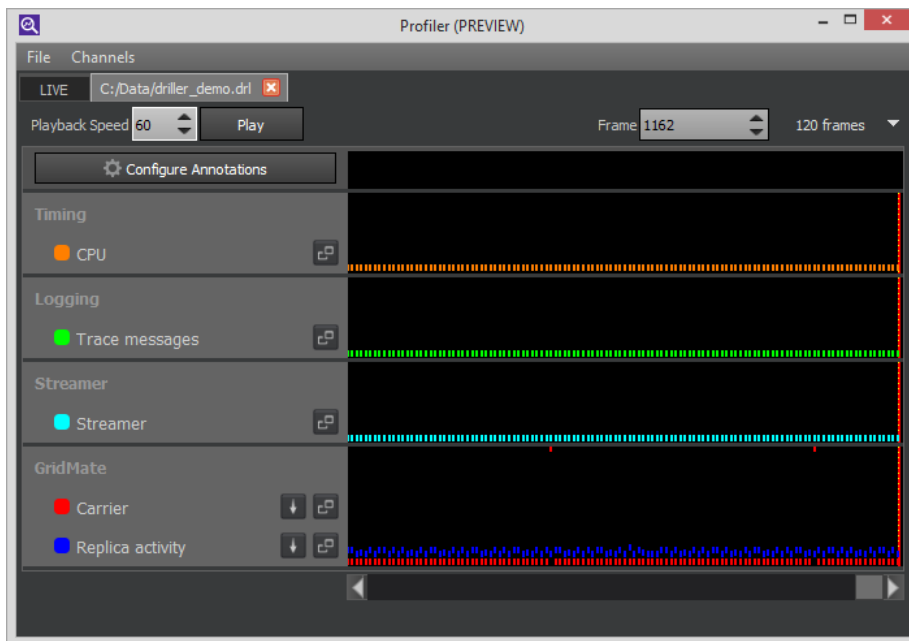 Profiler (PREVIEW)
File Channels
LIVE C:/Data/driller_demo.drl
Playback Speed 60 Play Frame 1162 120 frames
Configure Annotations
Timing
CPU
Logging
Trace messages
Streamer
Streamer
GridMate
Carrier
Replica activity